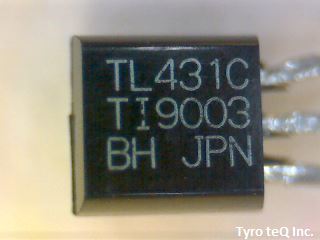 TL431C
TI9003
BH JPN
Tyro teQ Inc.